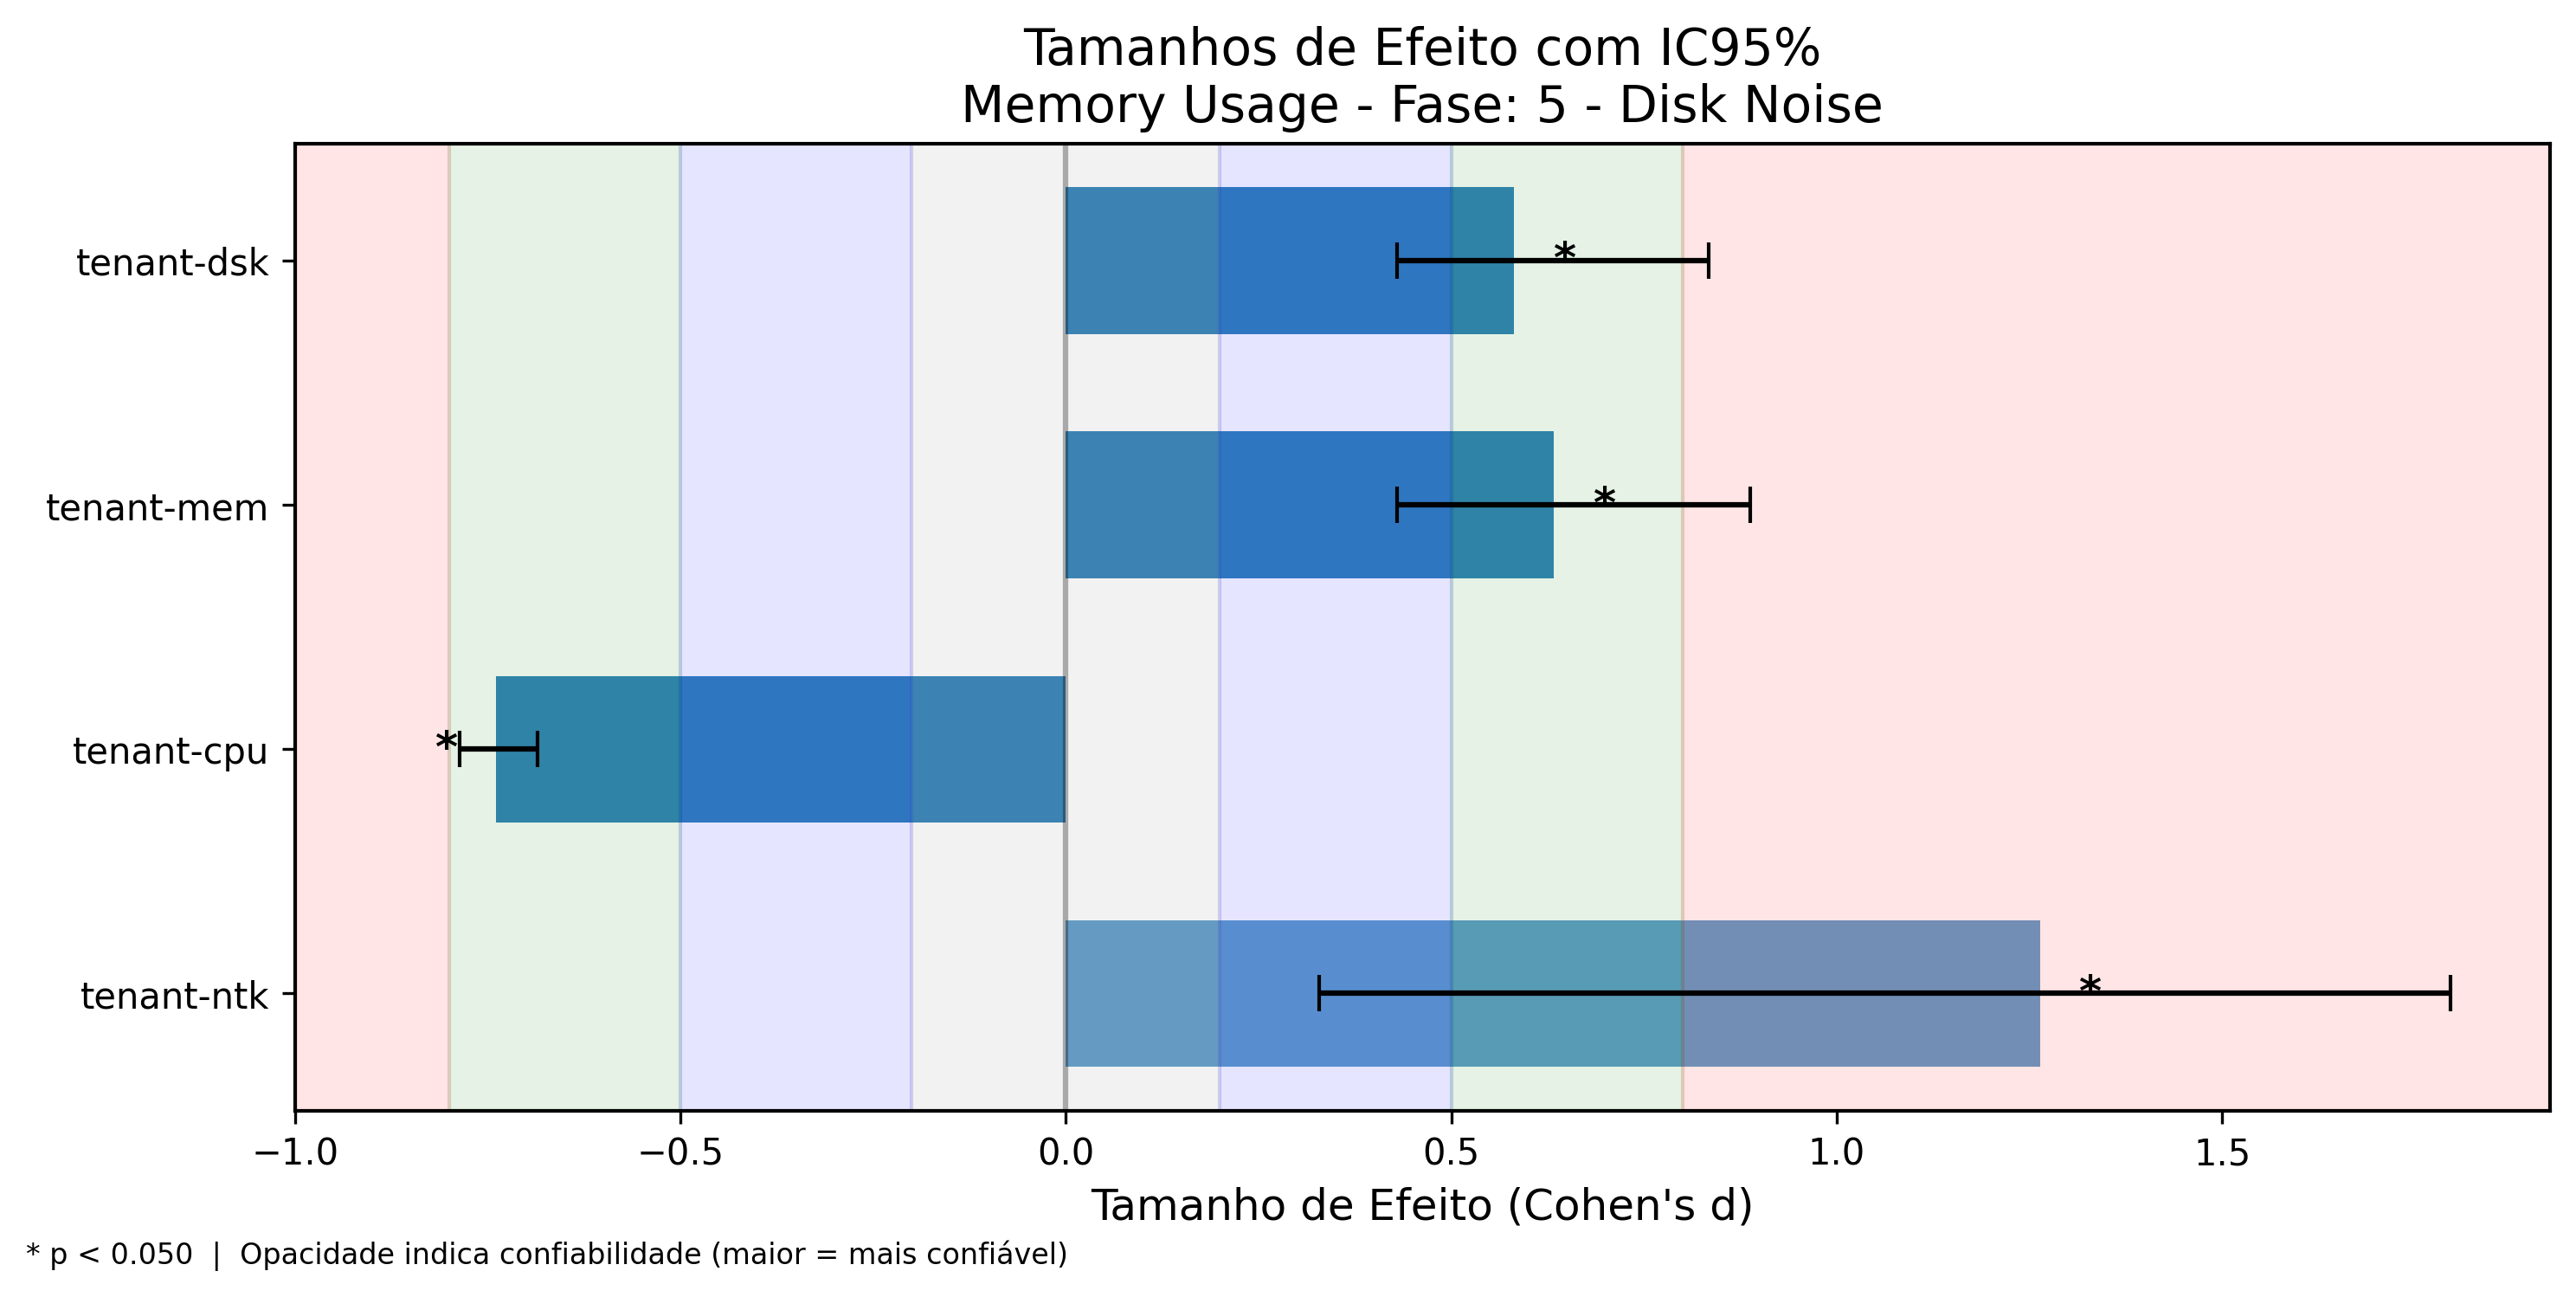 Tamanhos de Efeito com IC95%
Memory Usage - Fase: 5 - Disk Noise
tenant-dsk
*
tenant-mem
*
tenant-cpu
*
tenant-ntk
*
−1.0
−0.5
0.0
0.5
1.0
1.5
Tamanho de Efeito (Cohen's d)
* p < 0.050 | Opacidade indica confiabilidade (maior = mais confiável)